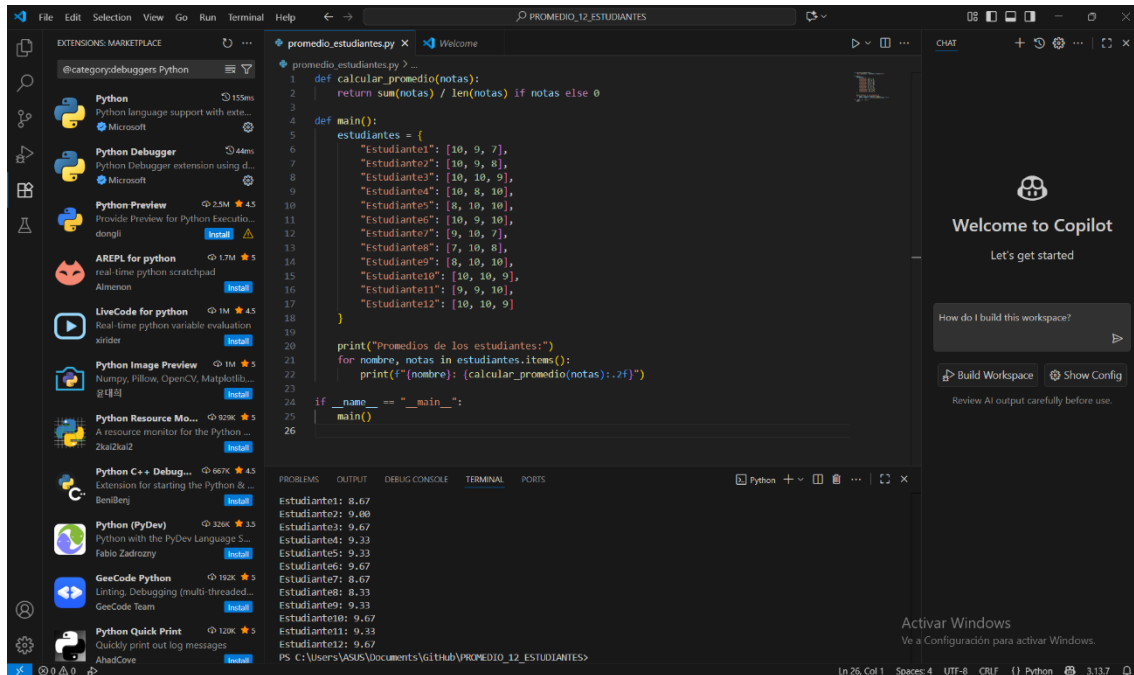 File Edit Selection View Go Run Terminal Help
PROMEDIO_12_ESTUDIANTES
EXTENSIONS: MARKETPLACE
@category:debuggers Python
Python 155ms
Python language support with exte...
Microsoft
Python Debugger 44ms
Python Debugger extension using d...
Microsoft
Python Preview 2.5M 4.5
Provide Preview for Python Executio...
dongli Install
AREPL for python 1.7M 5
real-time python scratchpad
Almenon Install
LiveCode for python 1M 4.5
Real-time python variable evaluation
xirider Install
Python Image Preview 1M 5
Numpy, Pillow, OpenCV, Matplotlib,...
윤대희 Install
Python Resource Mo... 929K 5
A resource monitor for the Python ...
2kai2kai2 Install
Python C++ Debug... 667K 4.5
Extension for starting the Python & ...
BeniBenj Install
Python (PyDev) 326K 3.5
Python with the PyDev Language S...
Fabio Zadrozny Install
GeeCode Python 192K 5
Linting, Debugging (multi-threaded...
GeeCode Team Install
Python Quick Print 120K 5
Quickly print out log messages
AhadCove Install
promedio_estudiantes.py Welcome
promedio_estudiantes.py > ...
1 def calcular_promedio(notas):
2 return sum(notas) / len(notas) if notas else 0
3
4 def main():
5 estudiantes = {
6 "Estudiante1": [10, 9, 7],
7 "Estudiante2": [10, 9, 8],
8 "Estudiante3": [10, 10, 9],
9 "Estudiante4": [10, 8, 10],
10 "Estudiante5": [8, 10, 10],
11 "Estudiante6": [10, 9, 10],
12 "Estudiante7": [9, 10, 7],
13 "Estudiante8": [7, 10, 8],
14 "Estudiante9": [8, 10, 10],
15 "Estudiante10": [10, 10, 9],
16 "Estudiante11": [9, 9, 10],
17 "Estudiante12": [10, 10, 9]
18 }
19
20 print("Promedios de los estudiantes:")
21 for nombre, notas in estudiantes.items():
22 print(f"{nombre}: {calcular_promedio(notas):.2f}")
23
24 if __name__ == "__main__":
25 main()
26
PROBLEMS OUTPUT DEBUG CONSOLE TERMINAL PORTS Python
Estudiante1: 8.67
Estudiante2: 9.00
Estudiante3: 9.67
Estudiante4: 9.33
Estudiante5: 9.33
Estudiante6: 9.67
Estudiante7: 8.67
Estudiante8: 8.33
Estudiante9: 9.33
Estudiante10: 9.67
Estudiante11: 9.33
Estudiante12: 9.67
PS C:\Users\ASUS\Documents\GitHub\PROMEDIO_12_ESTUDIANTES>
CHAT
Welcome to Copilot
Let's get started
How do I build this workspace?
Build Workspace Show Config
Review AI output carefully before use.
Activar Windows
Ve a Configuración para activar Windows.
0 0 0 Ln 26, Col 1 Spaces: 4 UTF-8 CRLF {} Python 3.13.7